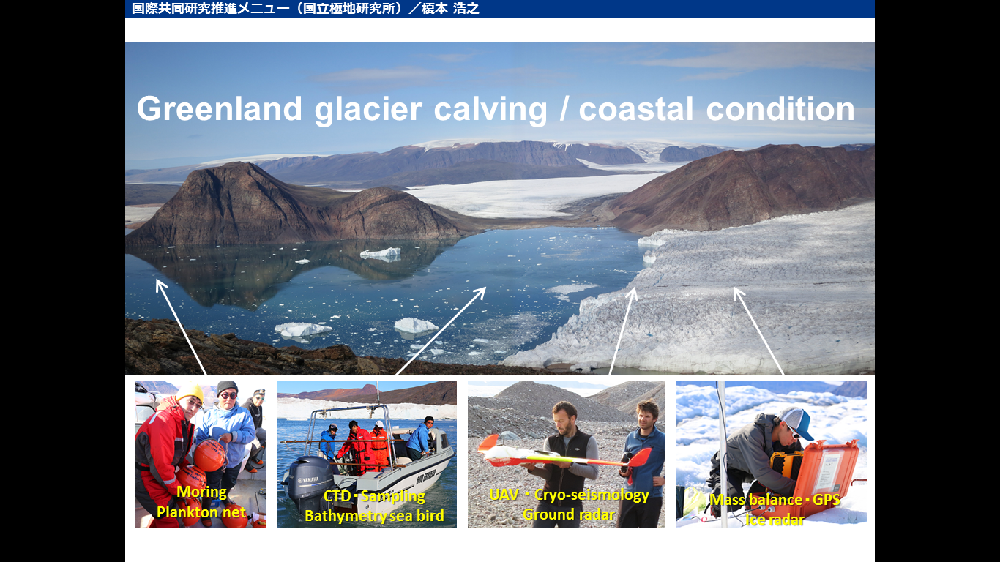 国際共同研究推進メニュー（国立極地研究所）／榎本 浩之
Greenland glacier calving / coastal condition
YAMAHA
Moring
Plankton net
CTD・Sampling
Bathymetry sea bird
UAV ・ Cryo-seismology
Ground radar
Mass balance・GPS
Ice radar